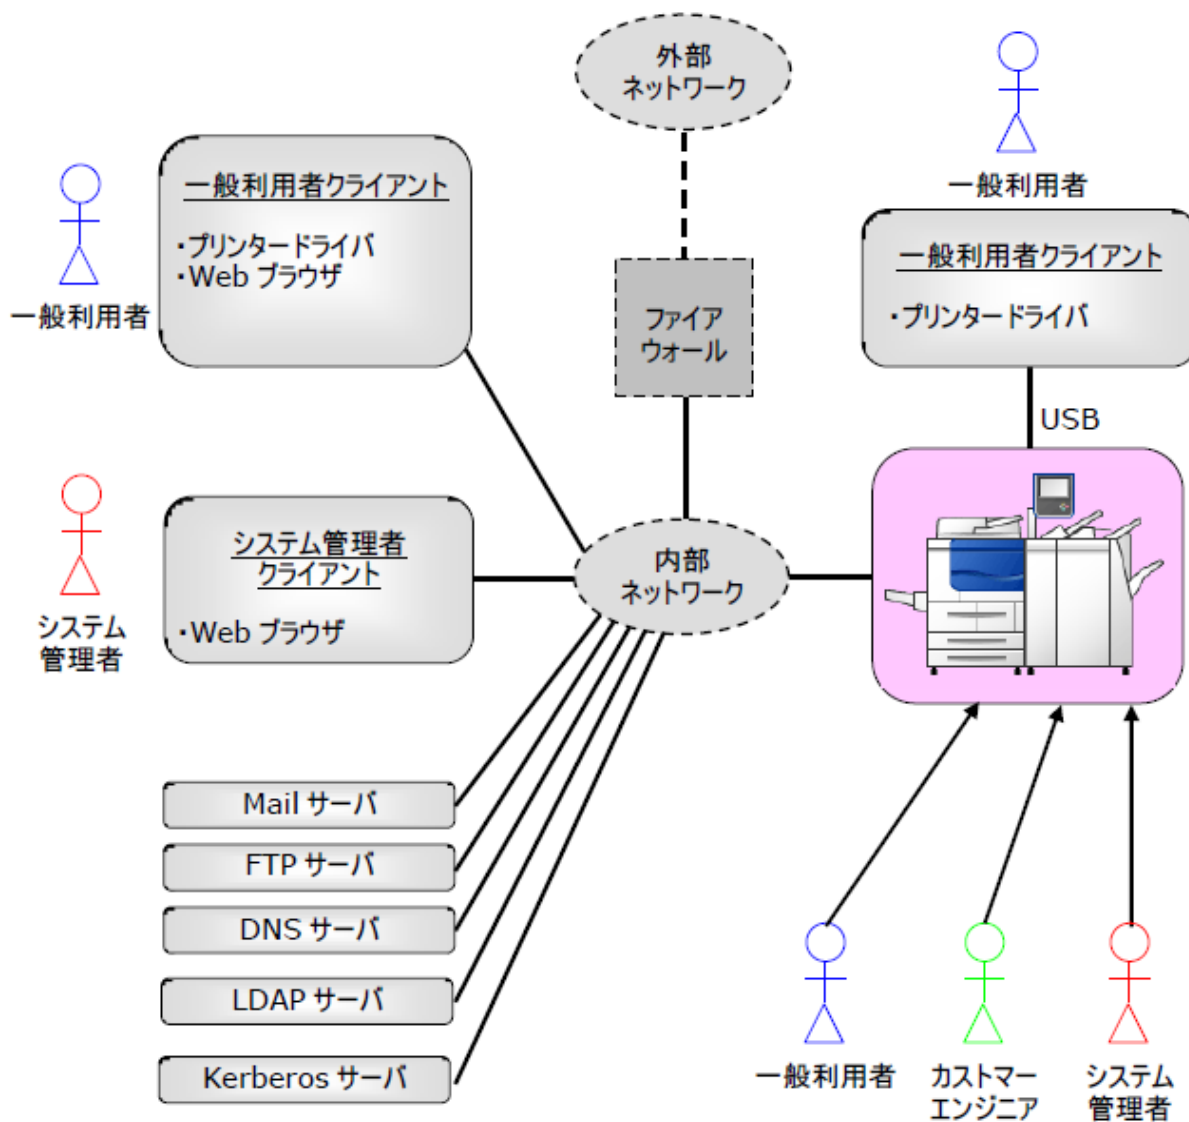 外部
ネットワーク
一般利用者
一般利用者クライアント
・プリンタードライバ
・Web ブラウザ
一般利用者
一般利用者クライアント
・プリンタードライバ
ファイア
ウォール
USB
システム管理者
クライアント
・Web ブラウザ
システム
管理者
内部
ネットワーク
Mail サーバ
FTP サーバ
DNS サーバ
LDAP サーバ
Kerberos サーバ
一般利用者
カストマー
エンジニア
システム
管理者